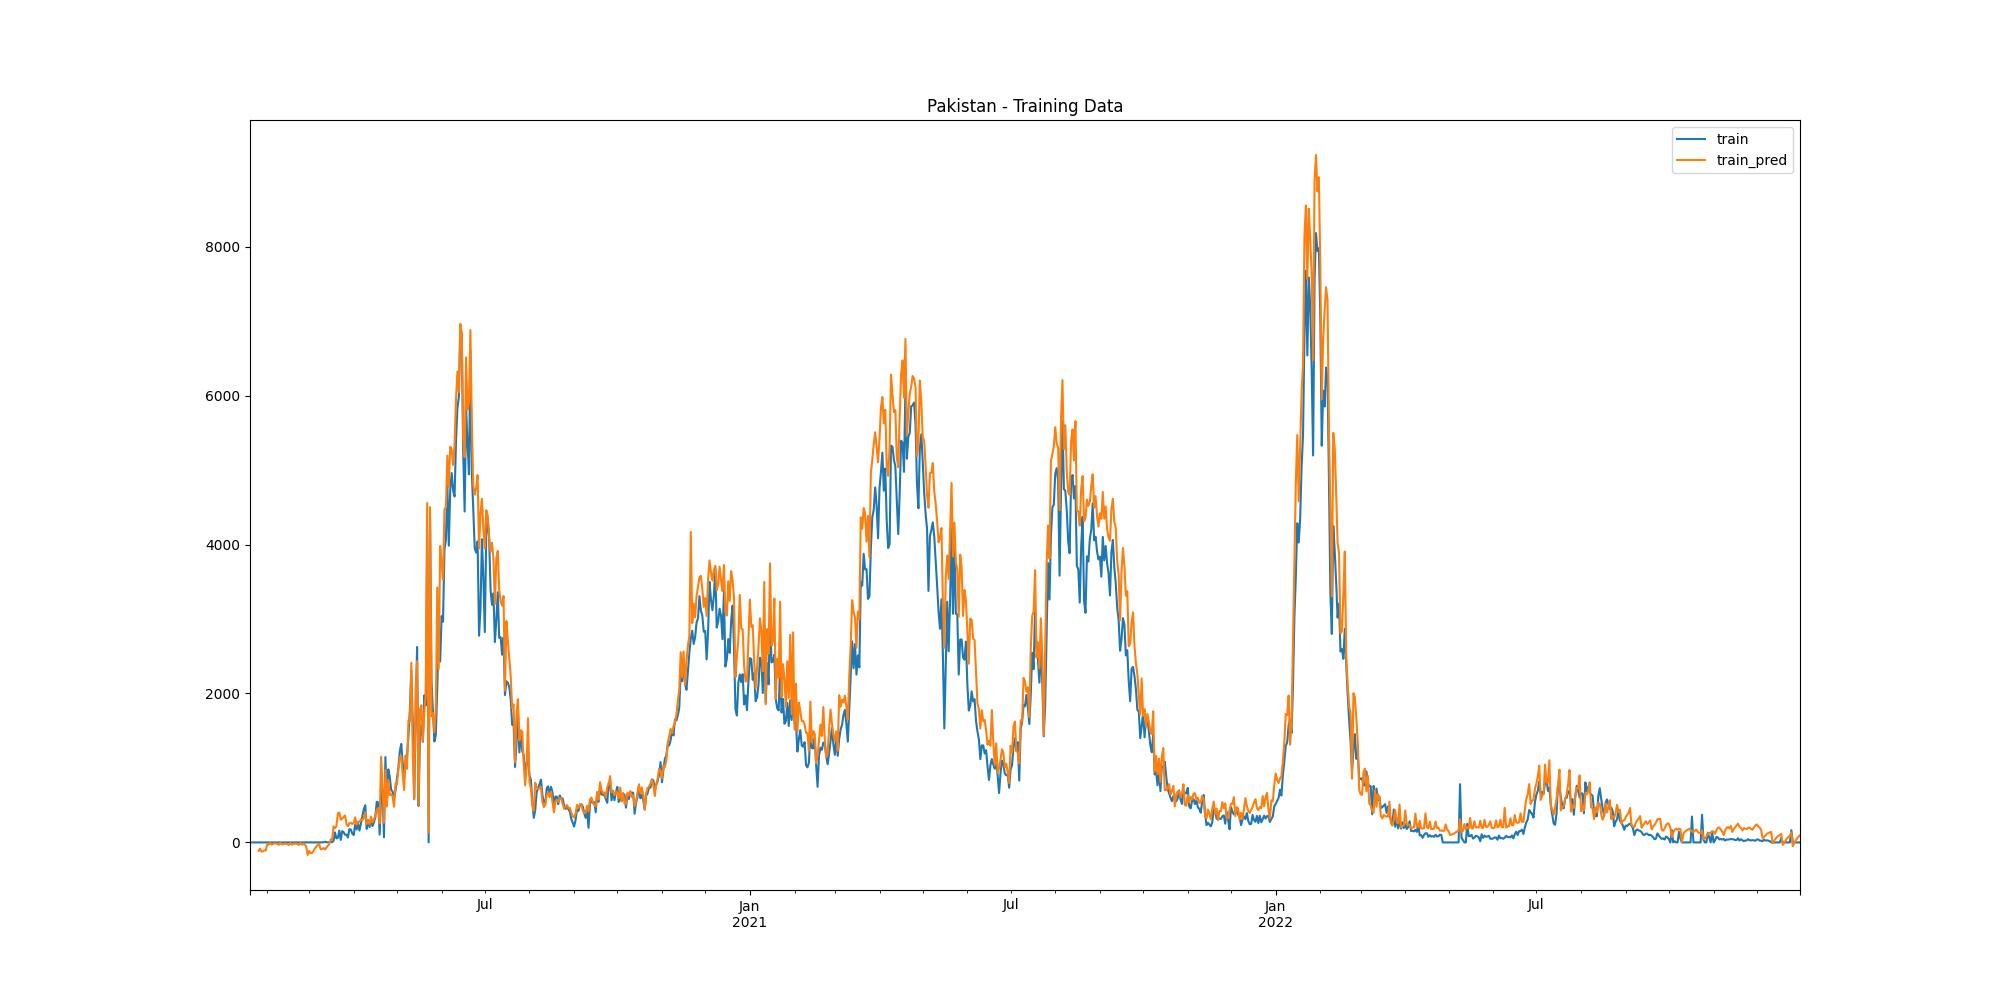 Pakistan - Training Data
train
train_pred
8000
6000
4000
2000
0
Jul
Jan
2021
Jul
Jan
2022
Jul